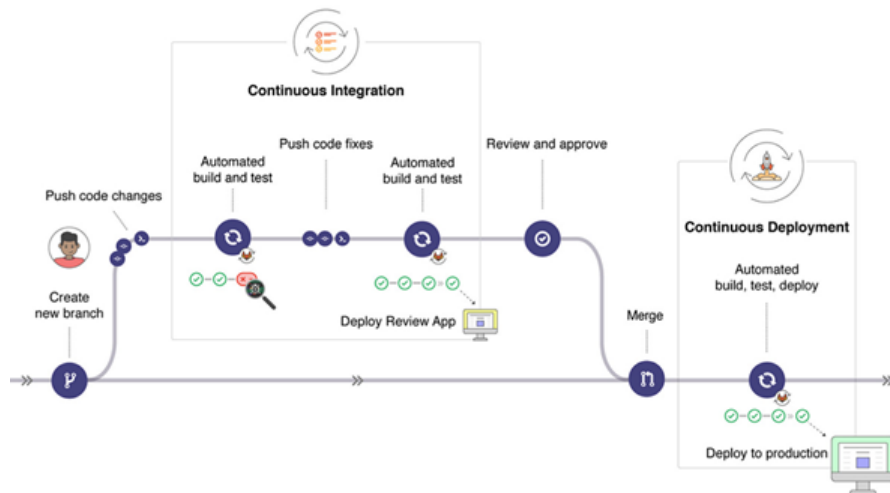 Continuous Integration
Push code fixes
Review and approve
Automated
build and test
Automated
build and test
Push code changes
Continuous Deployment
Automated
build, test, deploy
Create
new branch
Deploy Review App
Merge
Deploy to production